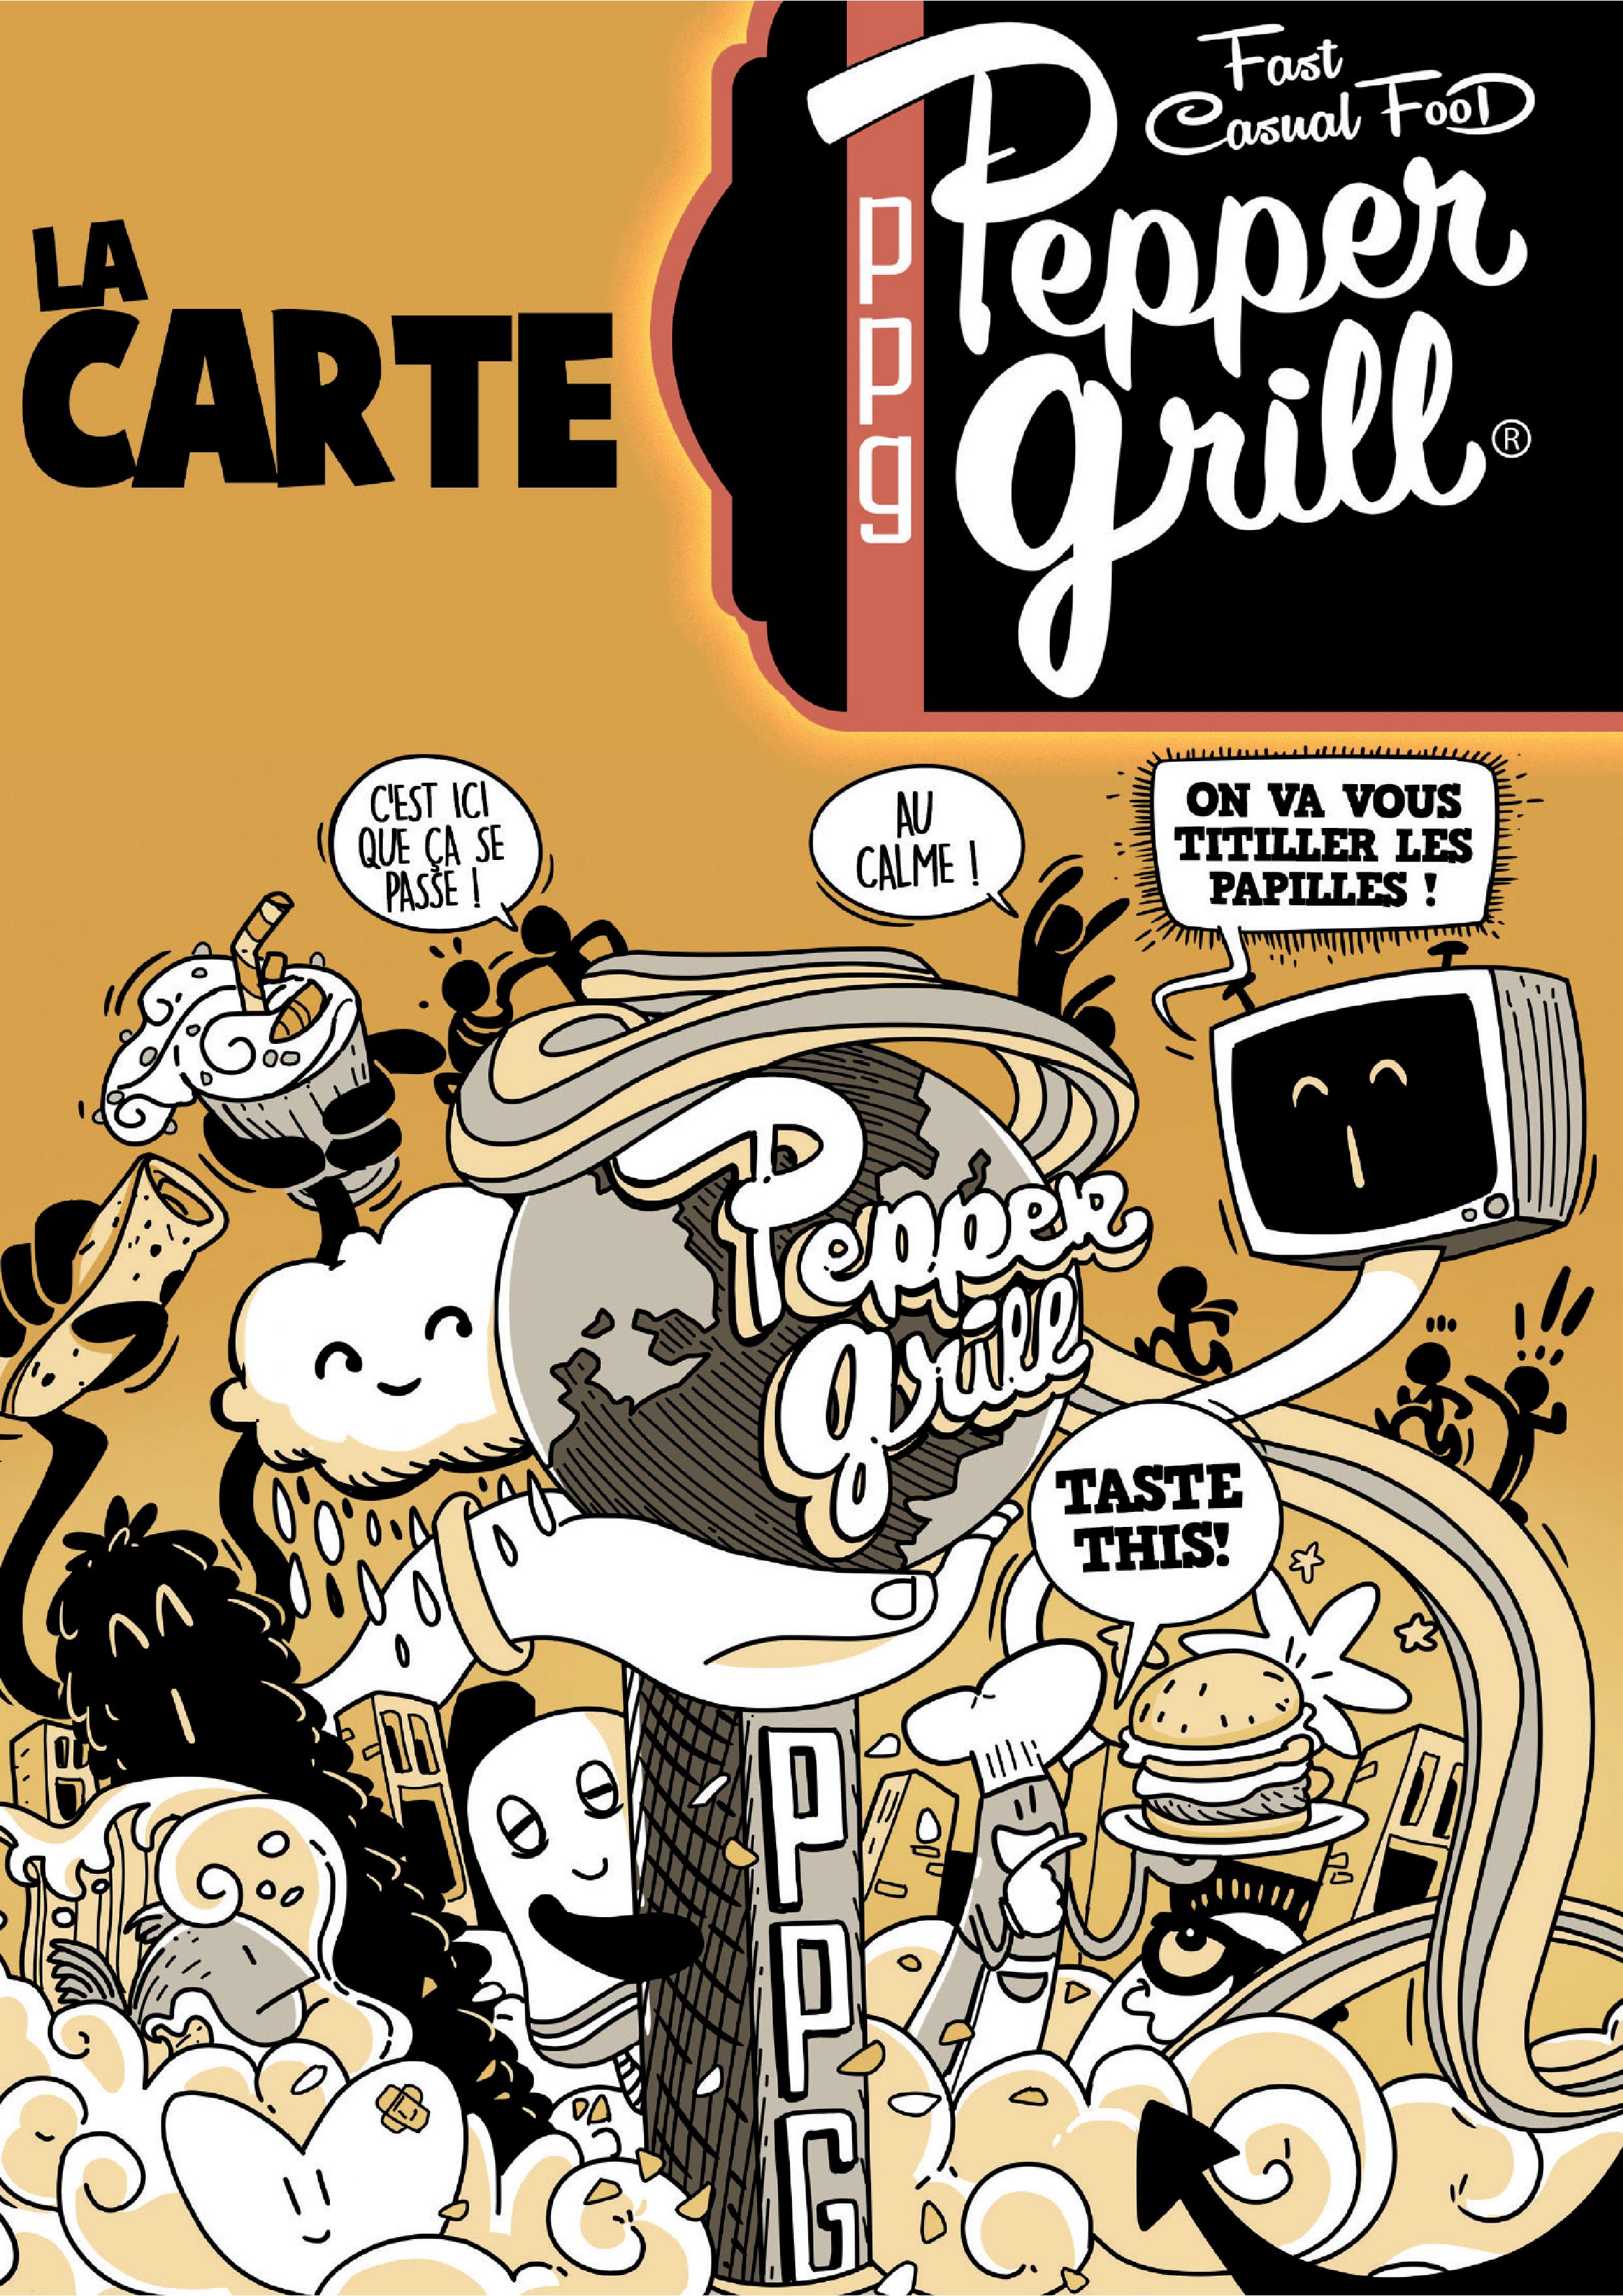 LA
CARTE
Fast
Casual Food
Pepper
grill®
ppg
C'EST ICI
QUE ÇA SE
PASSE !
AU
CALME !
ON VA VOUS
TITILLER LES
PAPILLES !
Pepper
grill
TASTE
THIS!
PPG